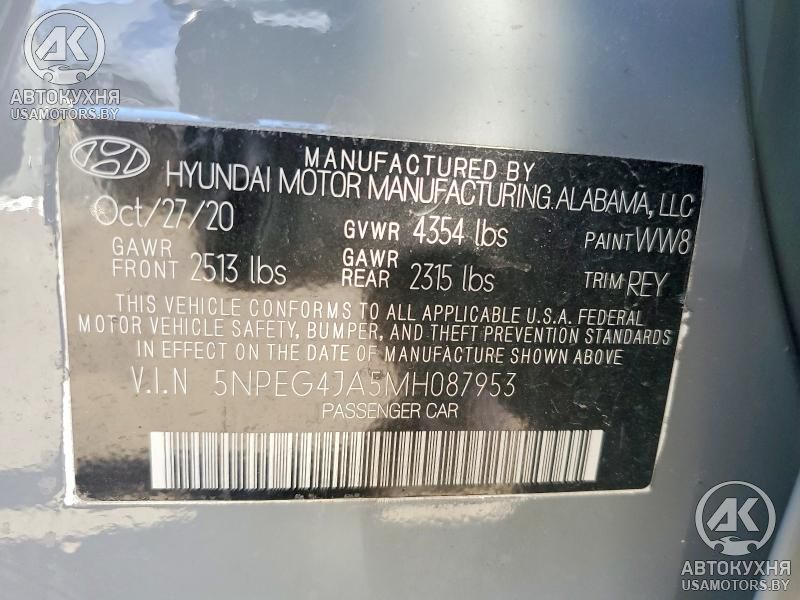 AK
АВТОКУХНЯ
USAMOTORS.BY
MANUFACTURED BY
HYUNDAI MOTOR MANUFACTURING ALABAMA, LLC
Oct/27/20 GVWR 4354 lbs PAINT WW8
GAWR FRONT 2513 lbs GAWR REAR 2315 lbs TRIM REY
THIS VEHICLE CONFORMS TO ALL APPLICABLE U.S.A. FEDERAL
MOTOR VEHICLE SAFETY, BUMPER, AND THEFT PREVENTION STANDARDS
IN EFFECT ON THE DATE OF MANUFACTURE SHOWN ABOVE
V.I.N 5NPEG4JA5MH087953
PASSENGER CAR
AK
АВТОКУХНЯ
USAMOTORS.BY